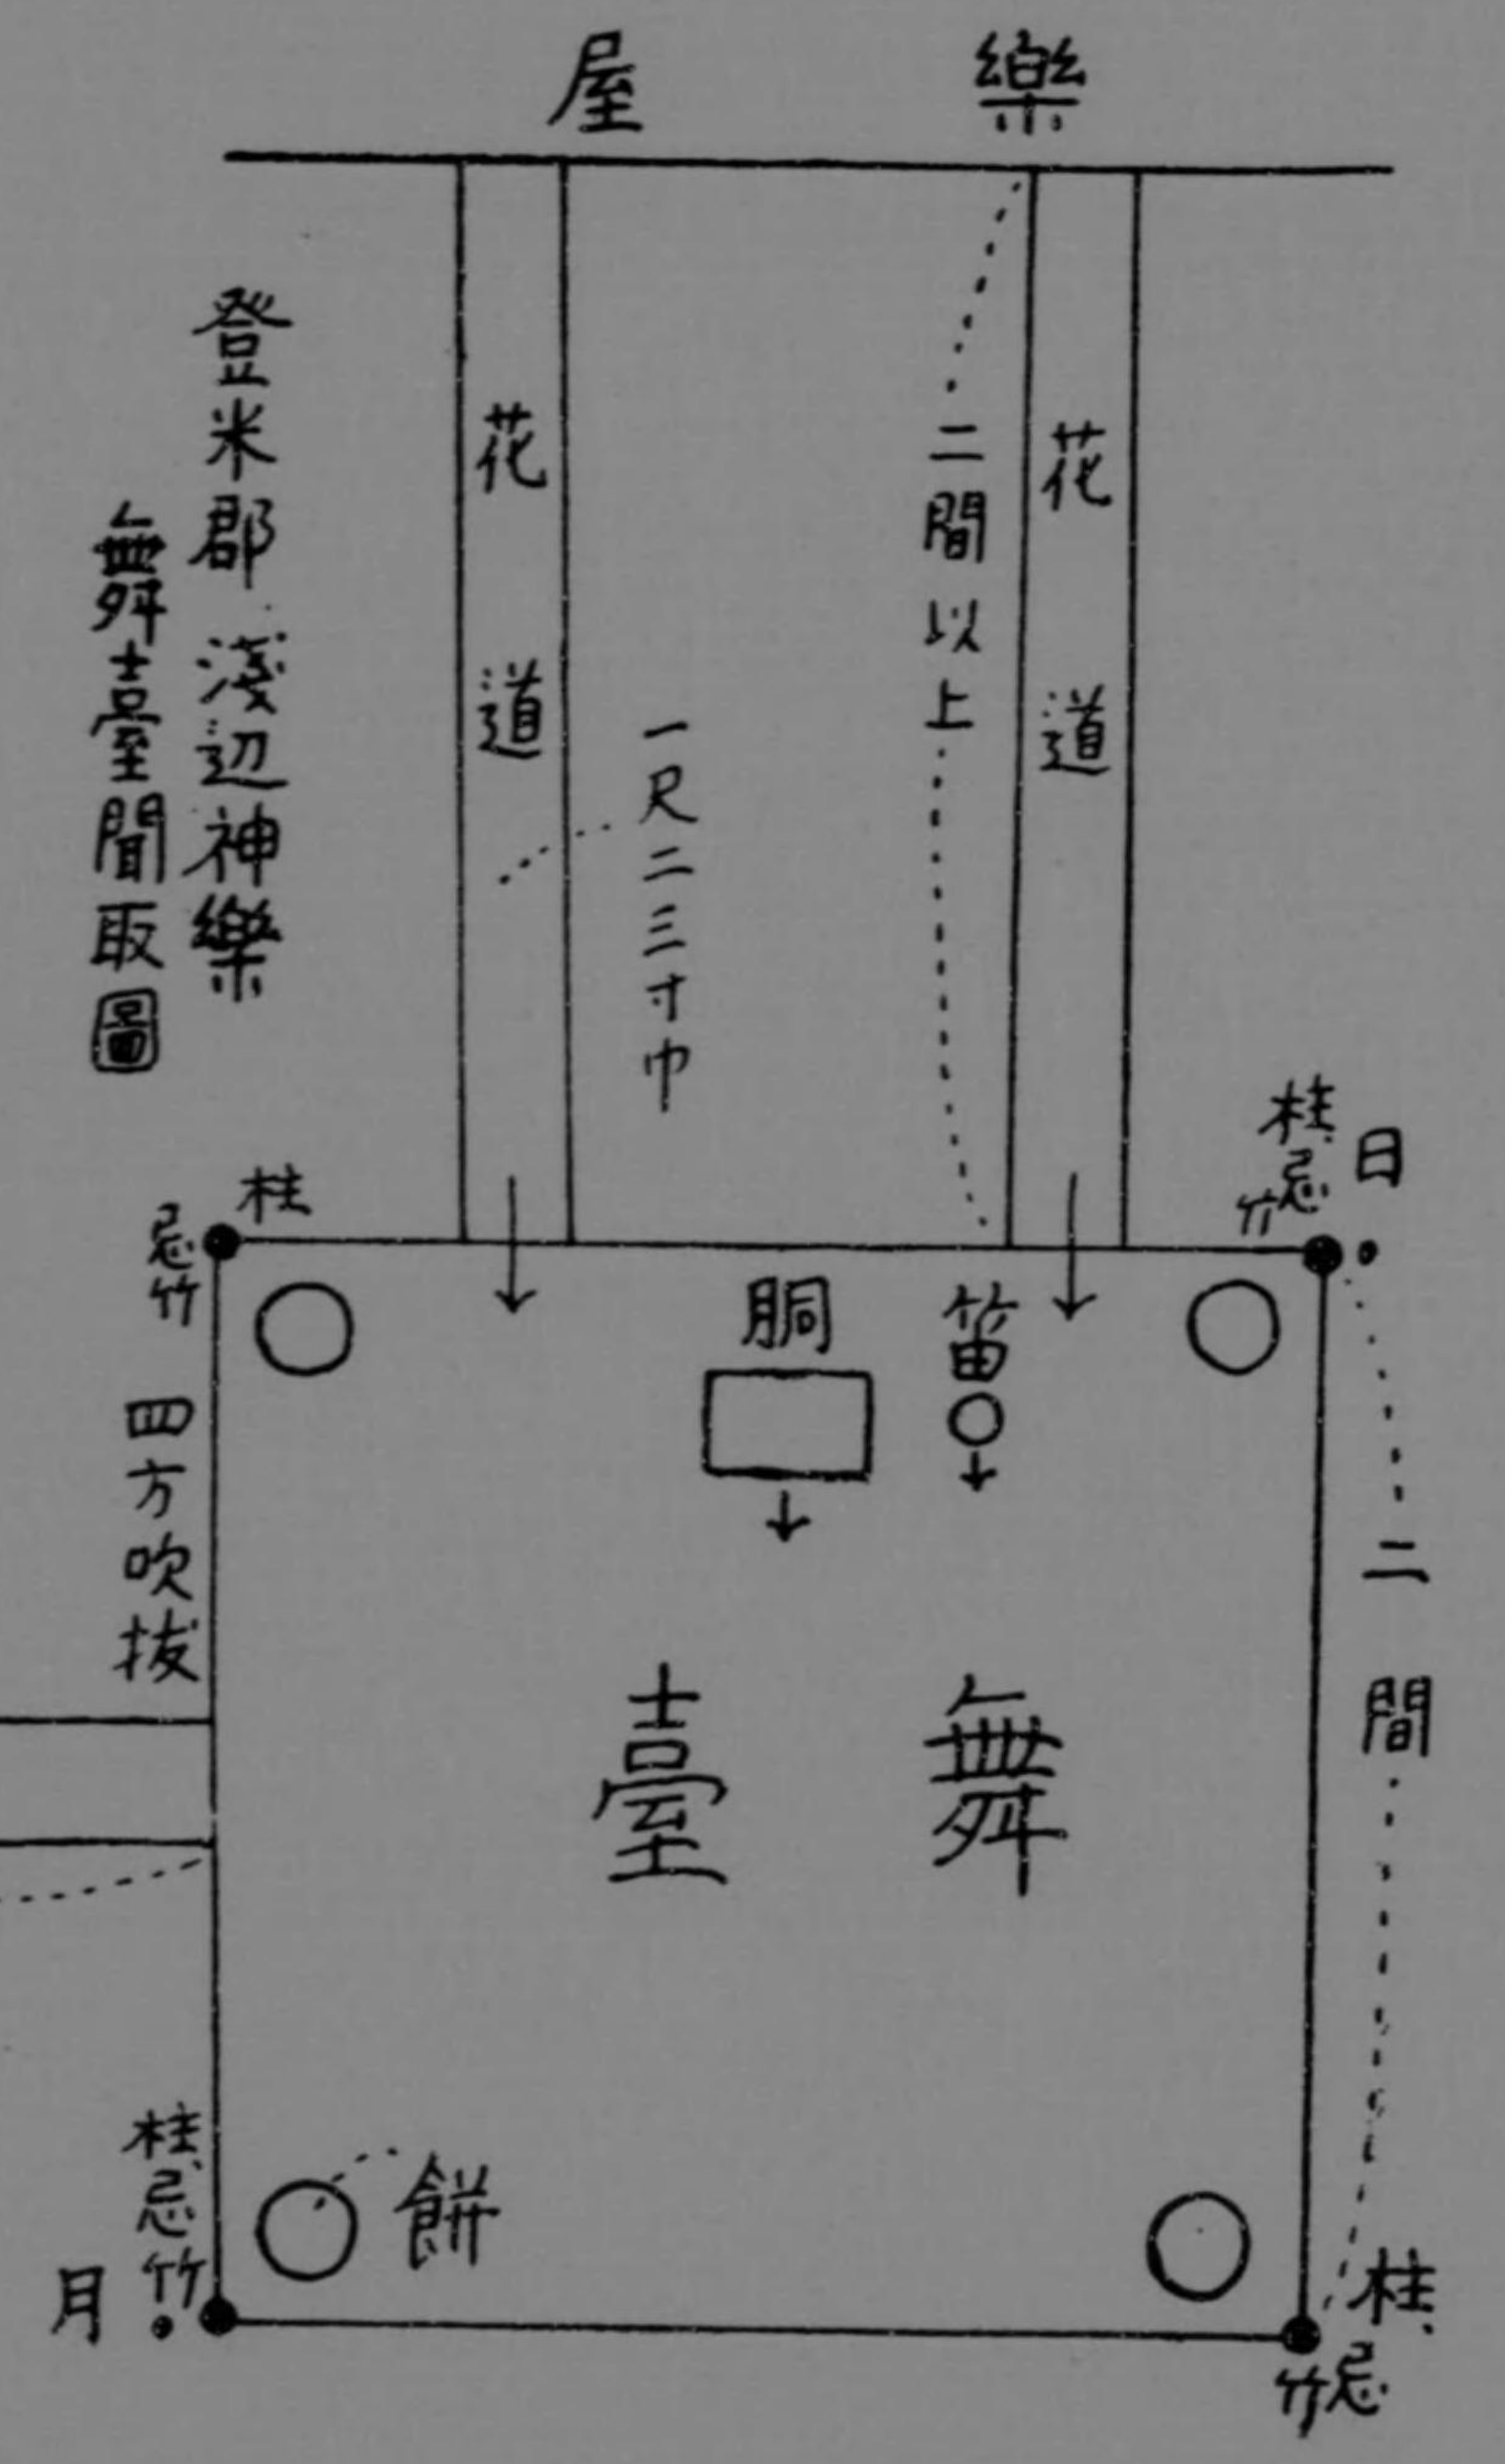 樂屋
花道
二間以上
花道
一尺二三寸巾
登米郡 淺辺神樂
舞臺聞取圖
日
柱忌竹
柱
忌竹
笛
胴
四方吹拔
二間
舞臺
餅
柱忌竹
月
柱忌竹